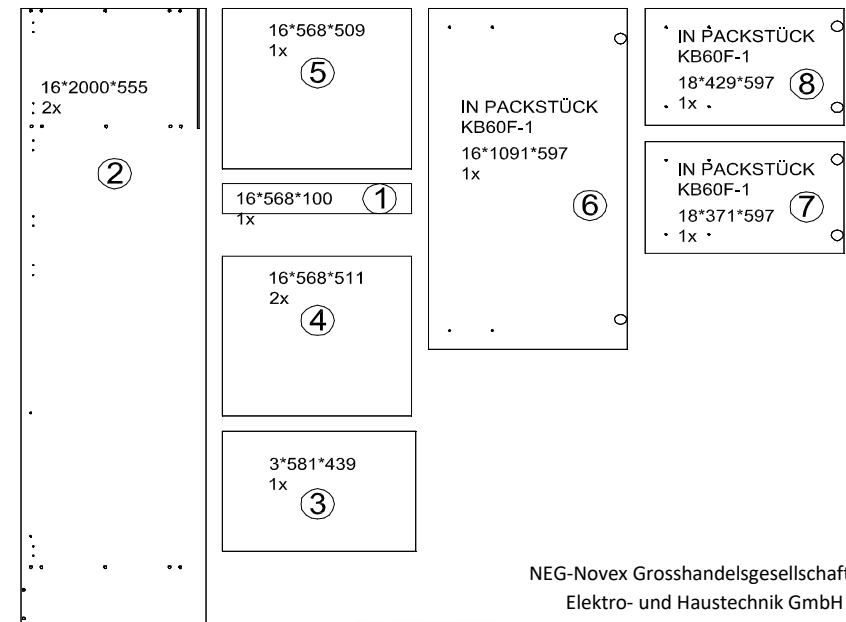 16*2000*555
2x
2
16*568*509
1x
5
16*568*100
1
1x
16*568*511
2x
4
3*581*439
1x
3
IN PACKSTÜCK
KB60F-1
16*1091*597
1x
6
IN PACKSTÜCK
KB60F-1
18*429*597
1x
8
IN PACKSTÜCK
KB60F-1
18*371*597
1x
7
NEG-Novex Grosshandelsgesellschaft
Elektro- und Haustechnik GmbH